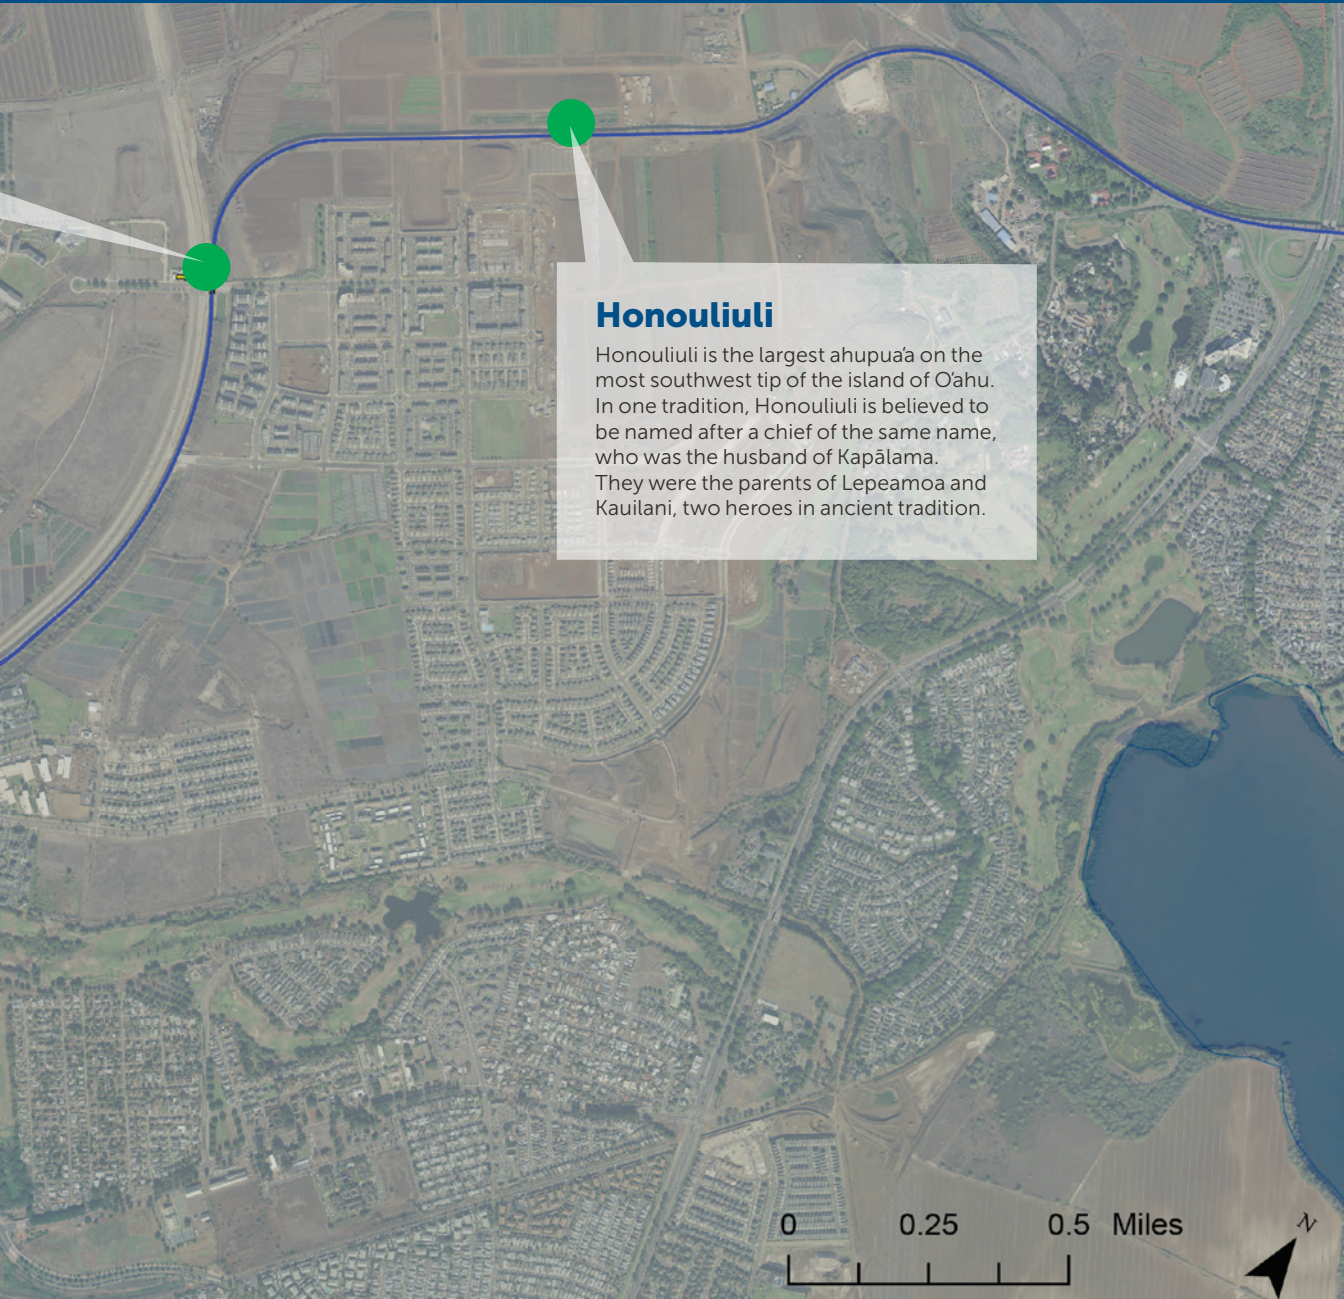 Honouliuli
Honouliuli is the largest ahupuaʻa on the
most southwest tip of the island of Oʻahu.
In one tradition, Honouliuli is believed to
be named after a chief of the same name,
who was the husband of Kapālama.
They were the parents of Lepeamoa and
Kauilani, two heroes in ancient tradition.
0 0.25 0.5 Miles
N